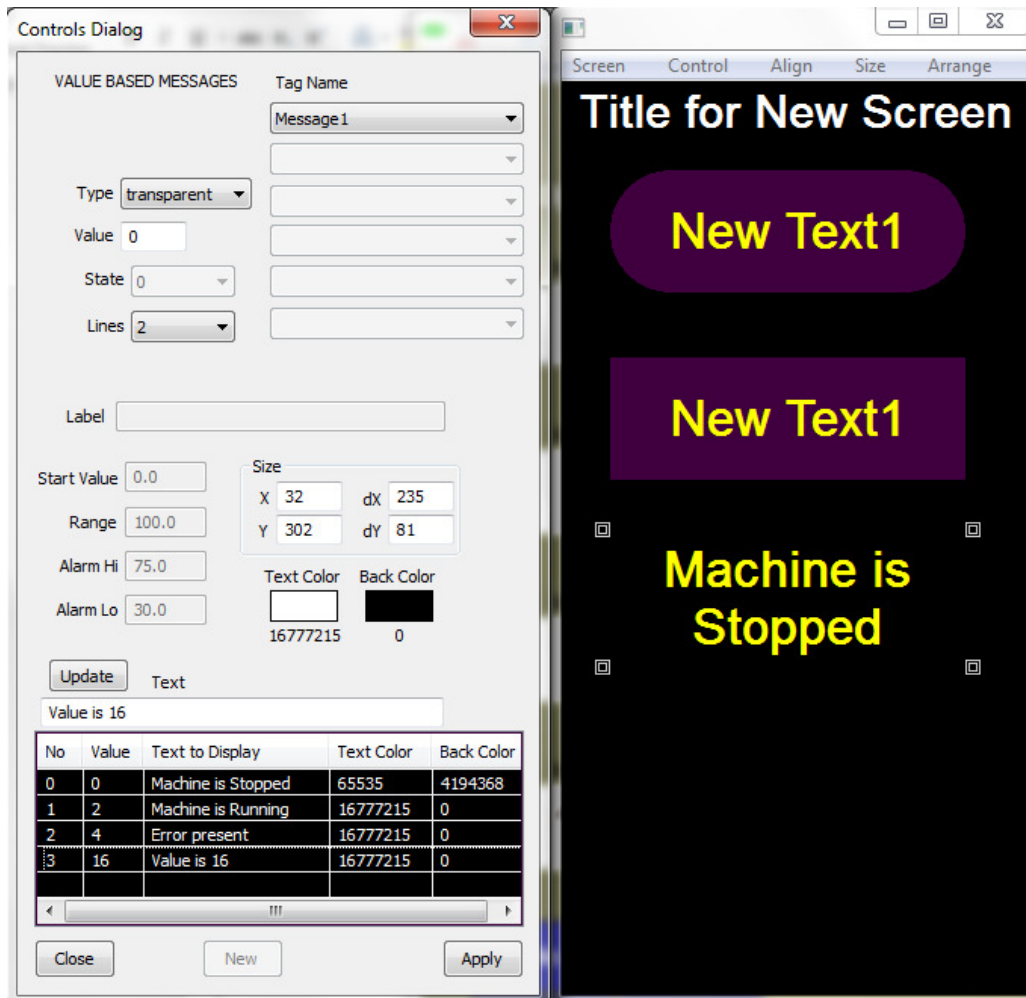 Controls Dialog
VALUE BASED MESSAGES
Tag Name
Message1
Type transparent
Value 0
State 0
Lines 2
Label
Start Value 0.0
Range 100.0
Alarm Hi 75.0
Alarm Lo 30.0
Size
X 32 dX 235
Y 302 dY 81
Text Color Back Color
16777215 0
Update Text
Value is 16
No Value Text to Display Text Color Back Color
0 0 Machine is Stopped 65535 4194368
1 2 Machine is Running 16777215 0
2 4 Error present 16777215 0
3 16 Value is 16 16777215 0
Close New Apply
Screen Control Align Size Arrange
Title for New Screen
New Text1
New Text1
Machine is
Stopped